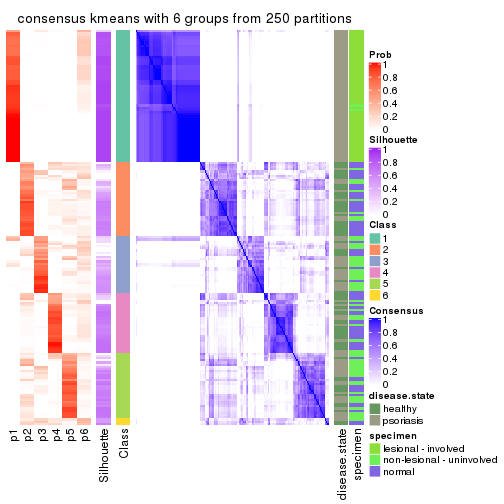 consensus kmeans with 6 groups from 250 partitions
Prob
1
0.8
0.6
0.4
0.2
0
Silhouette
1
0.8
0.6
0.4
0.2
0
Class
1
2
3
4
5
6
Consensus
1
0.8
0.6
0.4
0.2
0
disease.state
healthy
psoriasis
specimen
lesional - involved
non-lesional - uninvolved
normal
p1
p2
p3
p4
p5
p6
Silhouette
Class
disease.state
specimen